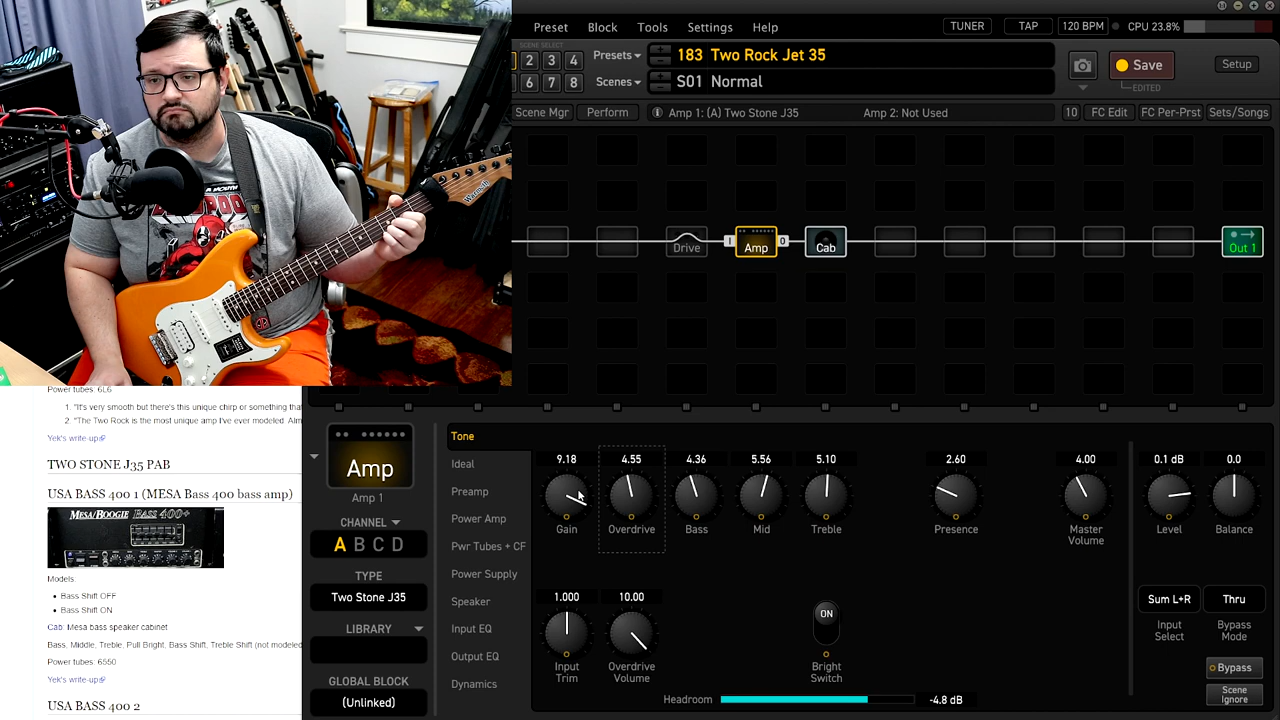 Preset Block Tools Settings Help
TUNER TAP 120 BPM CPU 23.8%
SCENE SELECT
2 3 4
6 7 8
Presets 183 Two Rock Jet 35
Scenes S01 Normal
Save
EDITED
Setup
Scene Mgr Perform Amp 1: (A) Two Stone J35 Amp 2: Not Used 10 FC Edit FC Per-Prst Sets/Songs
Drive I Amp O Cab Out 1
Warmoth
DEADPOOL
Power tubes: 6L6
1. "It's very smooth but there's this unique chirp or something tha
2. "The Two Rock is the most unique amp I've ever modeled.
Yek's write-up
TWO STONE J35 PAB
USA BASS 400 1 (MESA Bass 400 bass amp)
MESA/BOOGIE BASS 400+
Models:
Bass Shift OFF
Bass Shift ON
Cab: Mesa bass speaker cabinet
Bass, Middle, Treble, Pull Bright, Bass Shift, Treble Shift (not modeled
Power tubes: 6550
Yek's write-up
USA BASS 400 2
Amp
Amp 1
CHANNEL
A B C D
TYPE
Two Stone J35
LIBRARY
GLOBAL BLOCK
(Unlinked)
Tone
Ideal
Preamp
Power Amp
Pwr Tubes + CF
Power Supply
Speaker
Input EQ
Output EQ
Dynamics
9.18 4.55 4.36 5.56 5.10 2.60 4.00 0.1 dB 0.0
Gain Overdrive Bass Mid Treble Presence Master Volume Level Balance
1.000 10.00 ON
Input Trim Overdrive Volume Bright Switch
Sum L+R Thru
Input Select Bypass Mode
Bypass
Scene Ignore
Headroom -4.8 dB